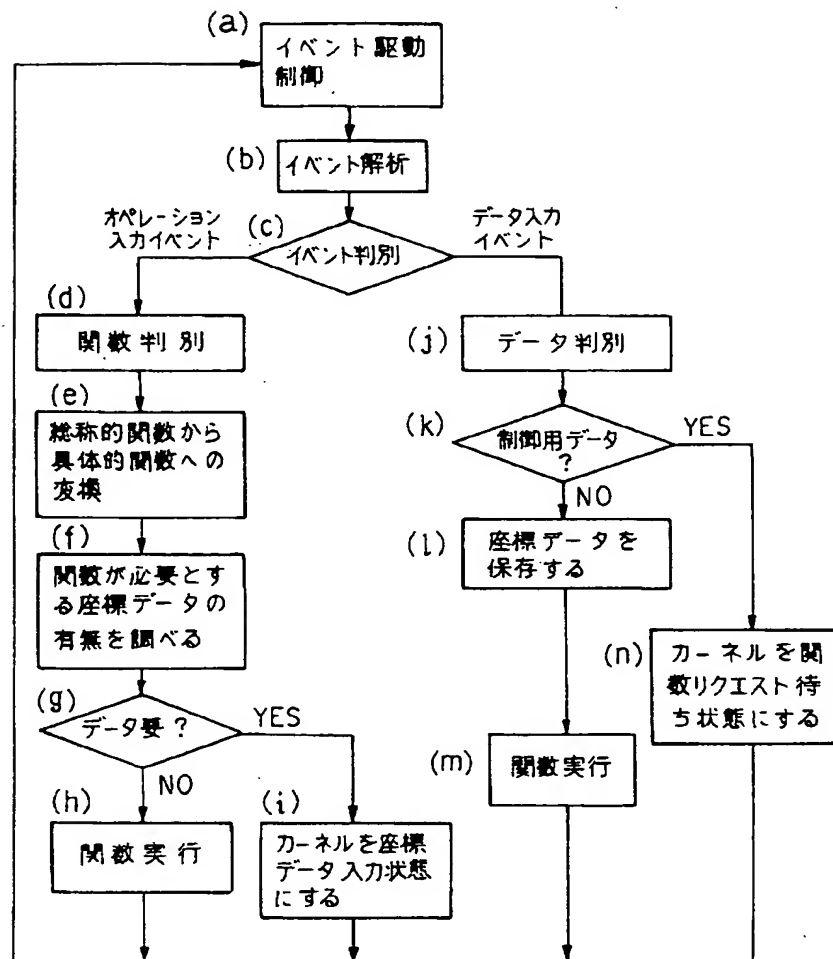 (a)
イベント駆動
制御
(b)
イベント解析
オペレーション
入力イベント
(c)
イベント判別
データ入力
イベント
(d)
関数判別
(j)
データ判別
(e)
総称的関数から
具体的関数への
変換
(k)
制御用データ
?
YES
NO
(l)
座標データを
保存する
(f)
関数が必要とす
る座標データの
有無を調べる
(n)
カーネルを関
数リクエスト待
ち状態にする
(g)
データ要?
YES
NO
(m)
関数実行
(h)
関数実行
(i)
カーネルを座標
データ入力状態
にする